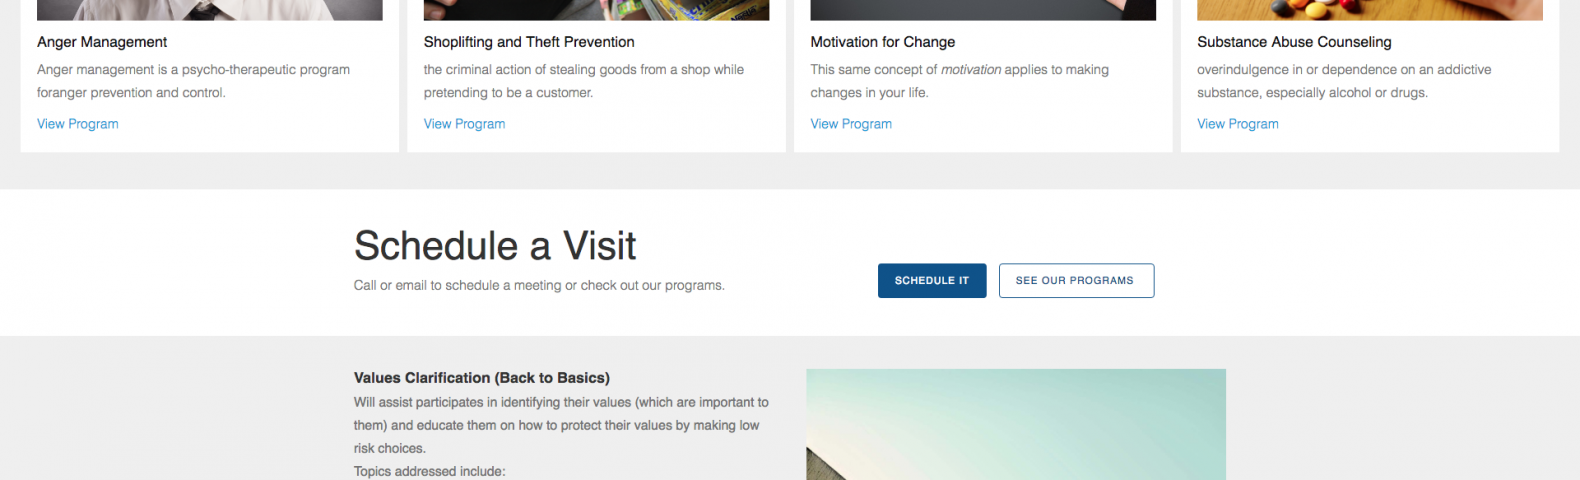 Anger Management
Anger management is a psycho-therapeutic program
foranger prevention and control.
View Program
Shoplifting and Theft Prevention
the criminal action of stealing goods from a shop while
pretending to be a customer.
View Program
Motivation for Change
This same concept of motivation applies to making
changes in your life.
View Program
Substance Abuse Counseling
overindulgence in or dependence on an addictive
substance, especially alcohol or drugs.
View Program
Schedule a Visit
Call or email to schedule a meeting or check out our programs.
SCHEDULE IT
SEE OUR PROGRAMS
Values Clarification (Back to Basics)
Will assist participates in identifying their values (which are important to
them) and educate them on how to protect their values by making low
risk choices.
Topics addressed include: